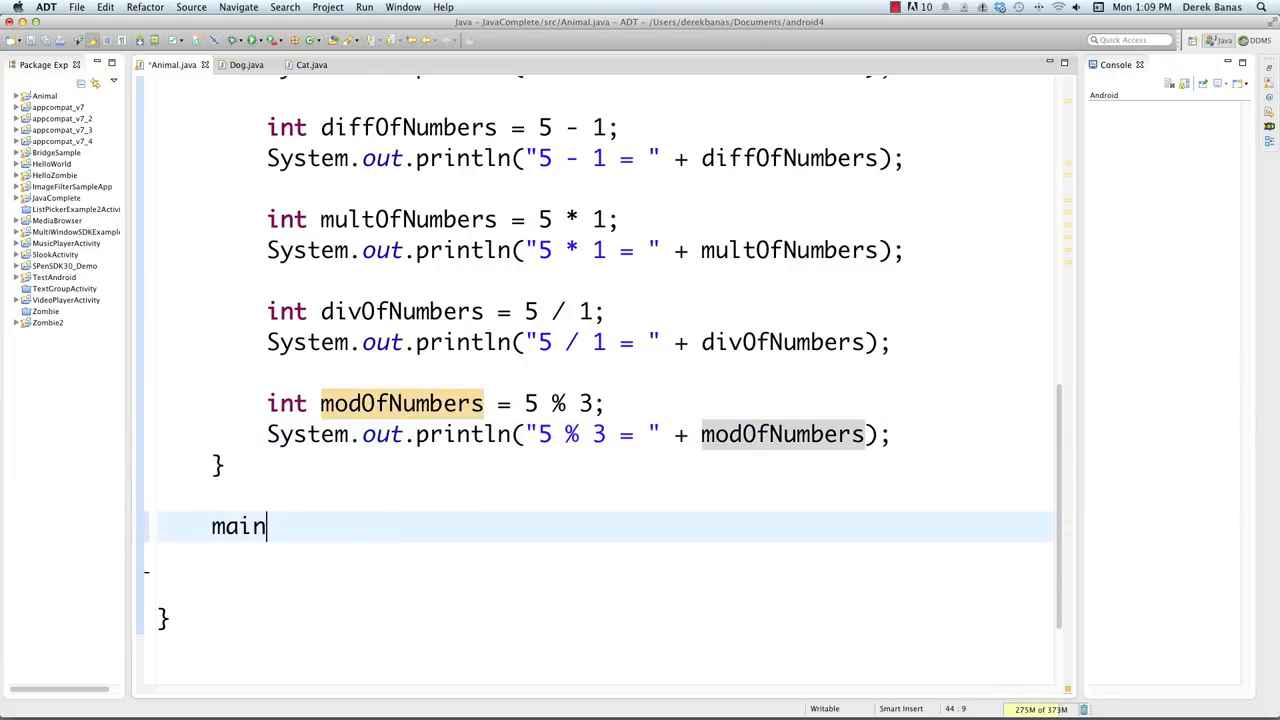 ADT File Edit Refactor Source Navigate Search Project Run Window Help 10 Mon 1:09 PM Derek Banas
Java - JavaComplete/src/Animal.java - ADT - /Users/derekbanas/Documents/android4
Quick Access Java DDMS
Package Exp
*Animal.java Dog.java Cat.java
Console
Android
Animal
appcompat_v7
appcompat_v7_2
appcompat_v7_3
appcompat_v7_4
BridgeSample
HelloWorld
HelloZombie
ImageFilterSampleApp
JavaComplete
ListPickerExample2Activi
MediaBrowser
MultiWindowSDKExample
MusicPlayerActivity
SlookActivity
SPenSDK30_Demo
TestAndroid
TextGroupActivity
VideoPlayerActivity
Zombie
Zombie2
int diffOfNumbers = 5 - 1;
System.out.println("5 - 1 = " + diffOfNumbers);
int multOfNumbers = 5 * 1;
System.out.println("5 * 1 = " + multOfNumbers);
int divOfNumbers = 5 / 1;
System.out.println("5 / 1 = " + divOfNumbers);
int modOfNumbers = 5 % 3;
System.out.println("5 % 3 = " + modOfNumbers);
}
main
}
Writable Smart Insert 44 : 9 275M of 373M